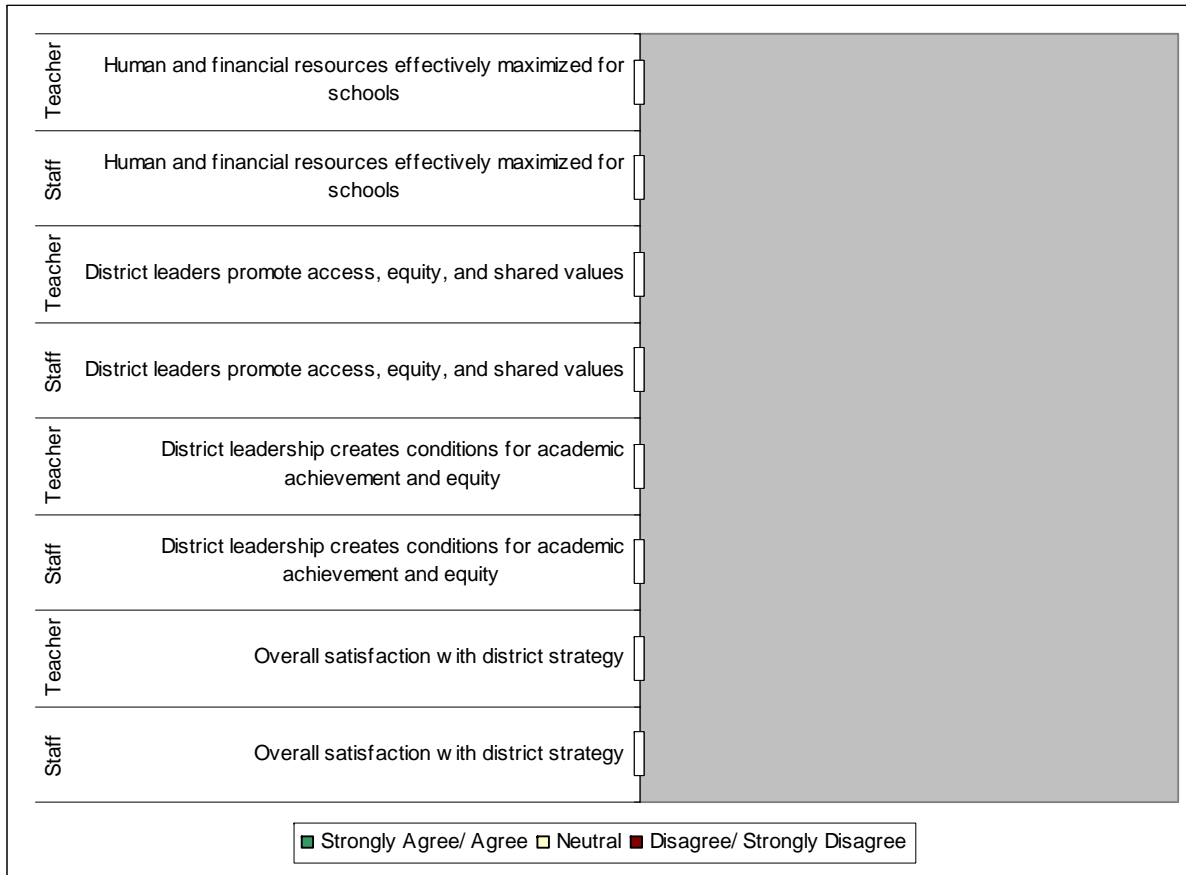 Teacher
Human and financial resources effectively maximized for
schools
Staff
Human and financial resources effectively maximized for
schools
Teacher
District leaders promote access, equity, and shared values
Staff
District leaders promote access, equity, and shared values
Teacher
District leadership creates conditions for academic
achievement and equity
Staff
District leadership creates conditions for academic
achievement and equity
Teacher
Overall satisfaction with district strategy
Staff
Overall satisfaction with district strategy
Strongly Agree/ Agree Neutral Disagree/ Strongly Disagree